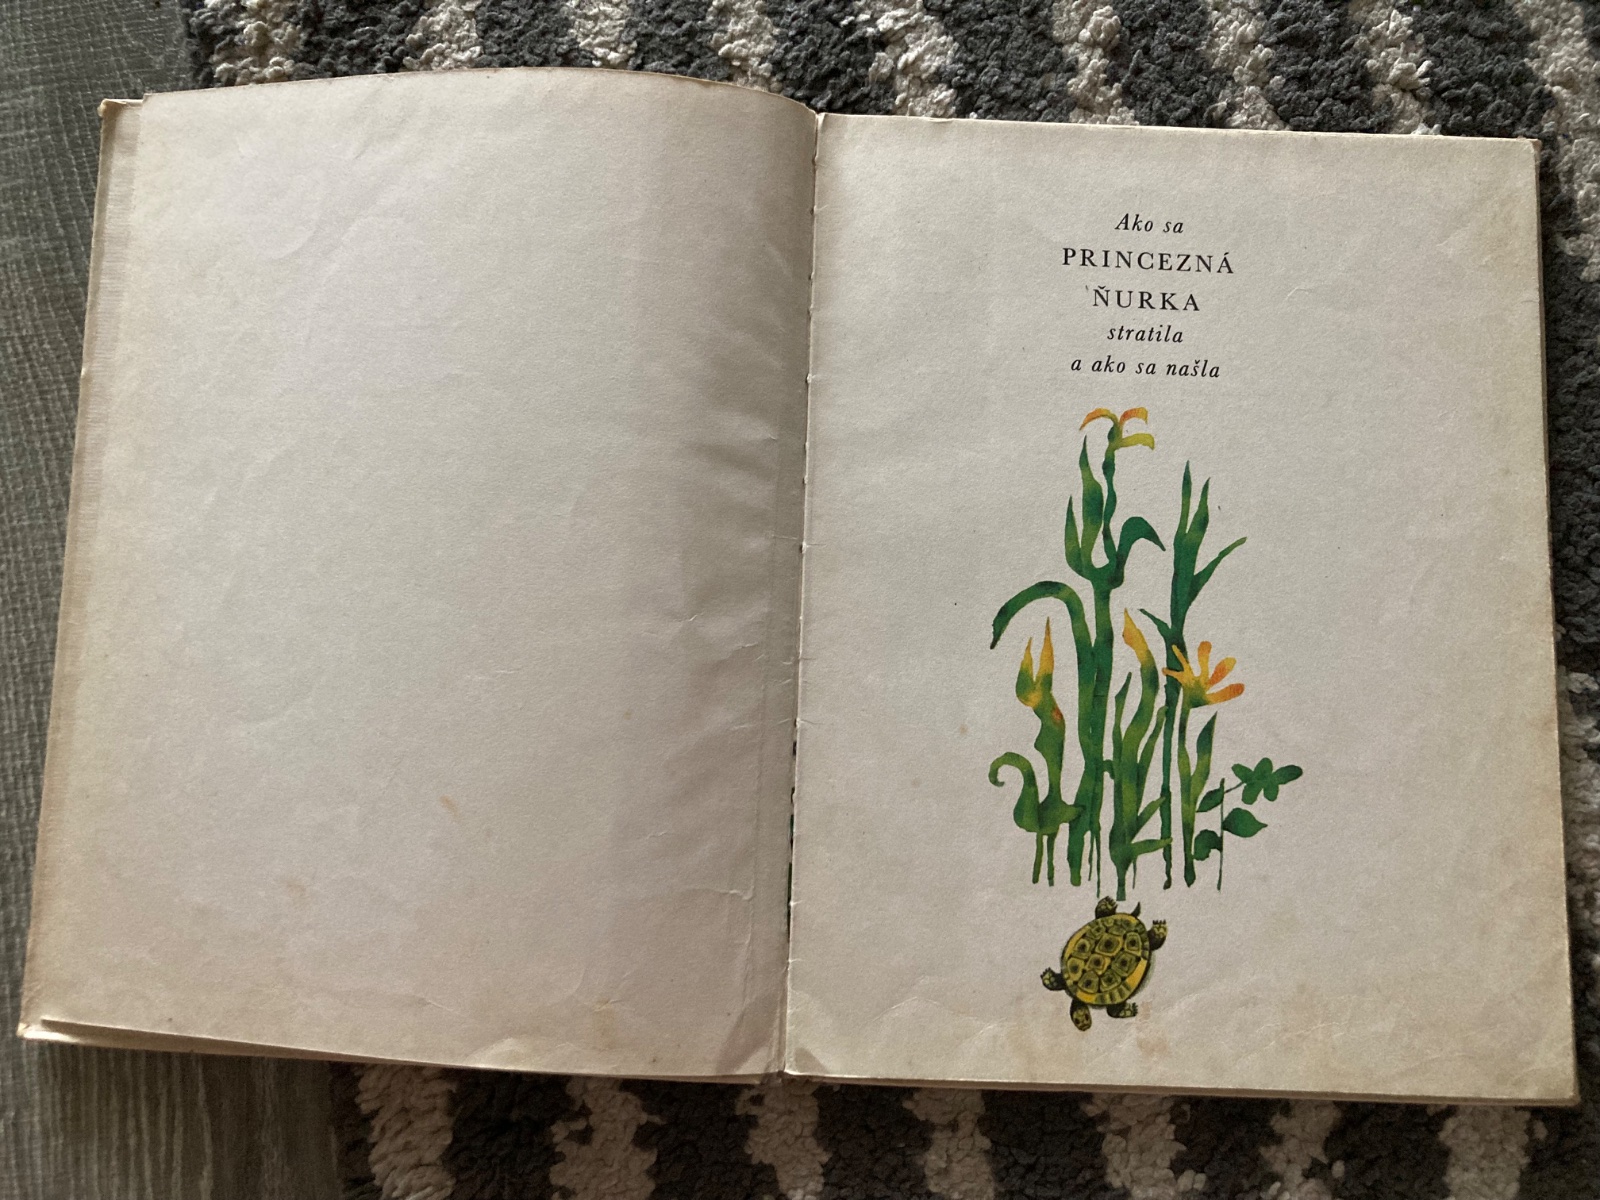 Ako sa
PRINCEZNÁ
ŇURKA
stratila
a ako sa našla